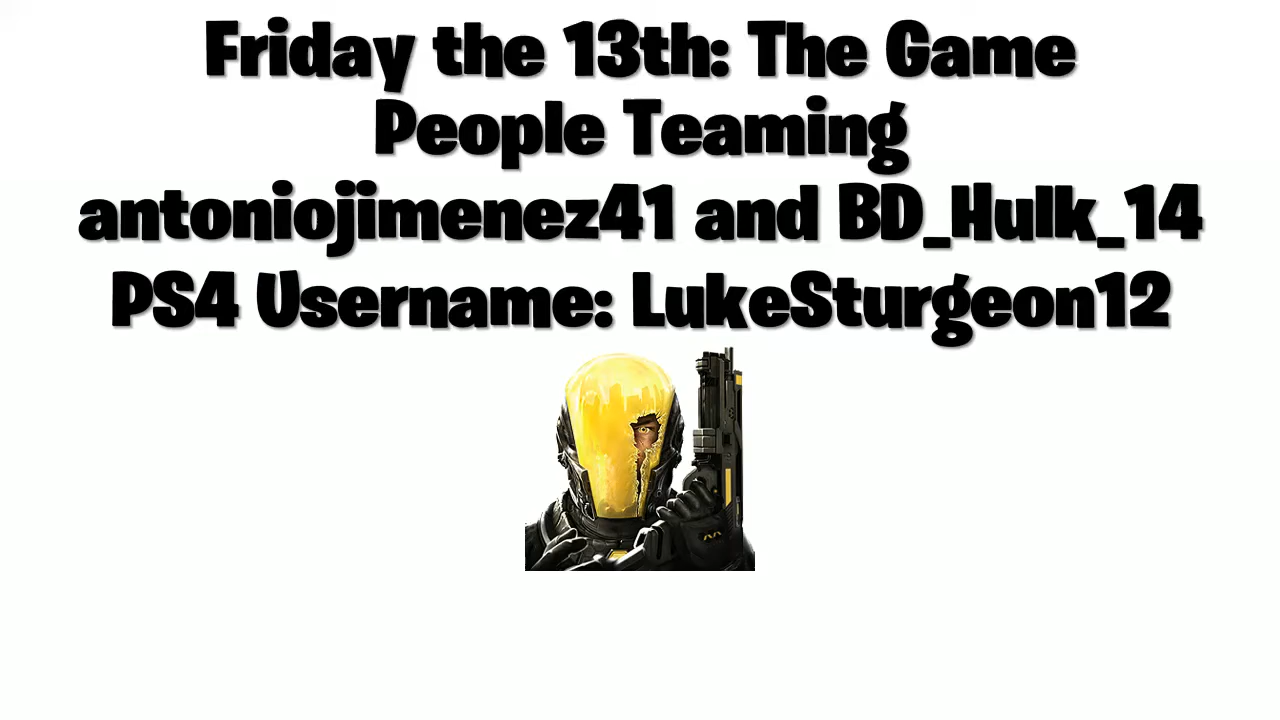 Friday the 13th: The Game
People Teaming
antoniojimenez41 and BD_Hulk_14
PS4 Username: LukeSturgeon12